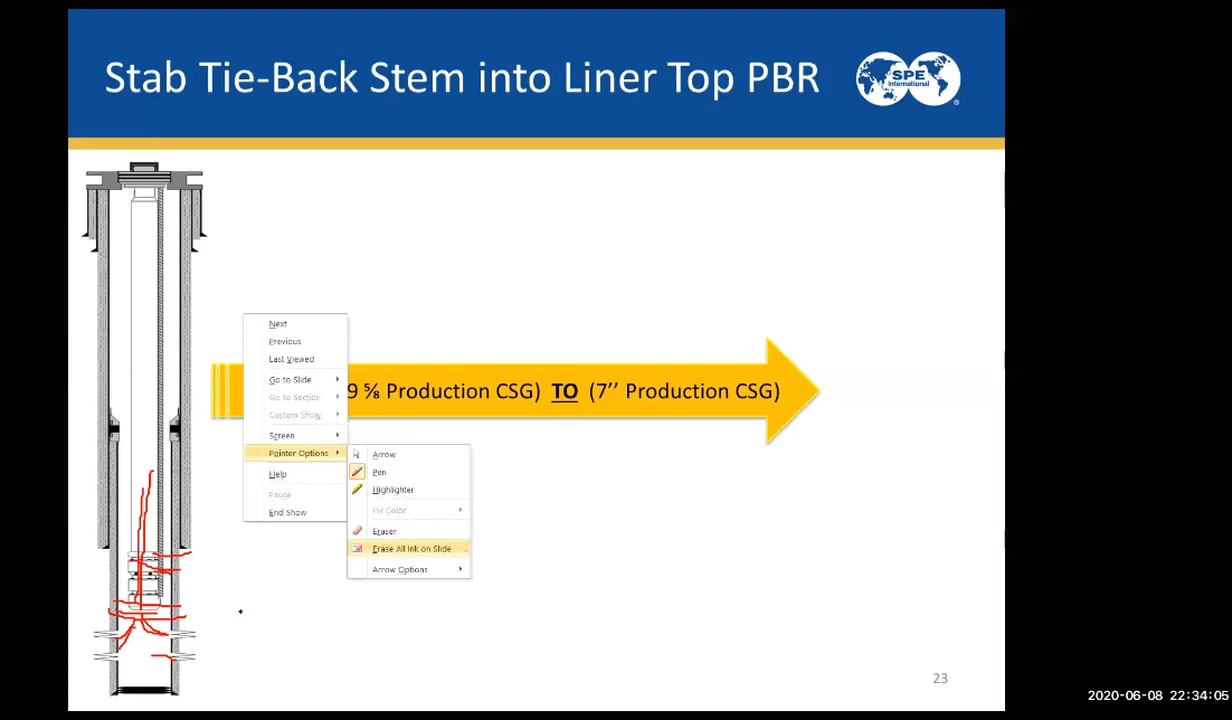 Stab Tie-Back Stem into Liner Top PBR
SPE
International
Next
Previous
Last Viewed
Go to Slide
Go to Section
Custom Show
Screen
Pointer Options
Help
Pause
End Show
9 ⅝ Production CSG) TO (7’’ Production CSG)
Arrow
Pen
Highlighter
Ink Color
Eraser
Erase All Ink on Slide
Arrow Options
23
2020-06-08 22:34:05